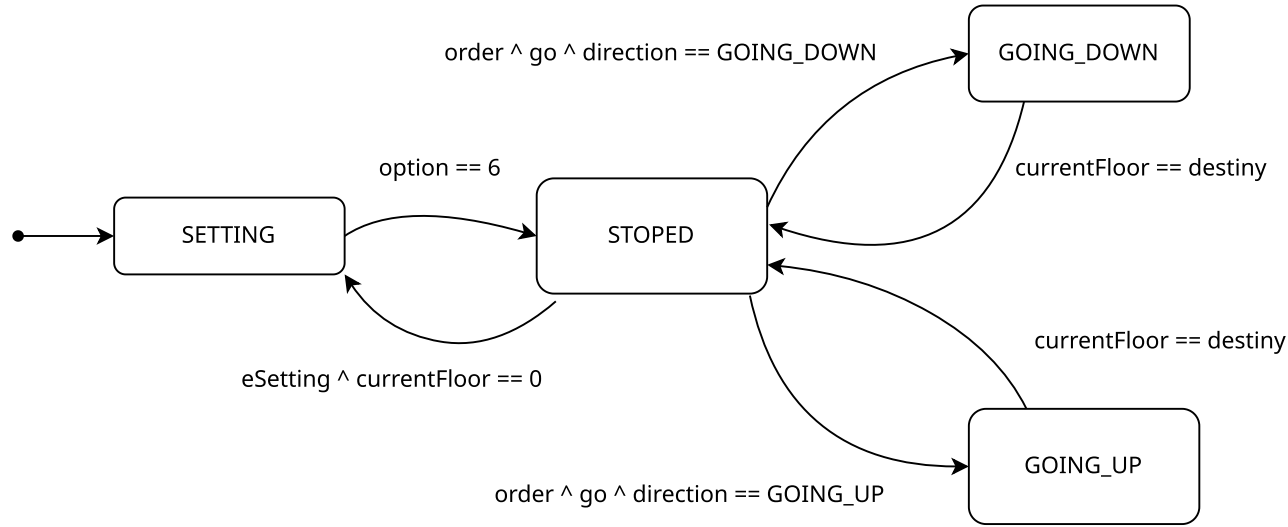 order ^ go ^ direction == GOING_DOWN
GOING_DOWN
option == 6
currentFloor == destiny
SETTING
STOPED
currentFloor == destiny
eSetting ^ currentFloor == 0
GOING_UP
order ^ go ^ direction == GOING_UP